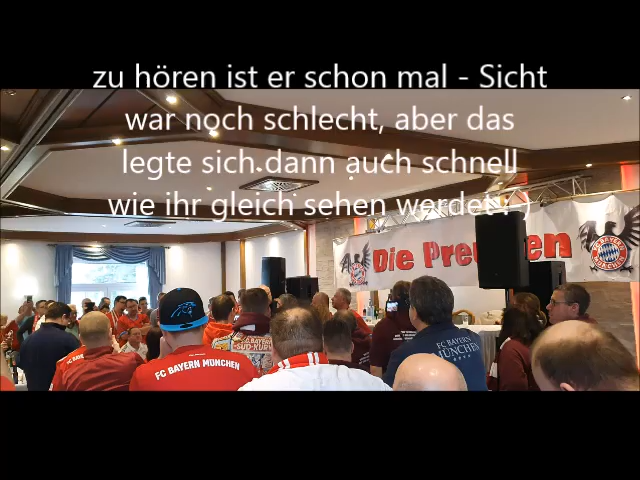 zu hören ist er schon mal - Sicht
war noch schlecht, aber das
legte sich dann auch schnell
wie ihr gleich sehen werdet :-)
Die Preußen
FC BAYERN MÜNCHEN
FC BAYERN
MÜNCHEN